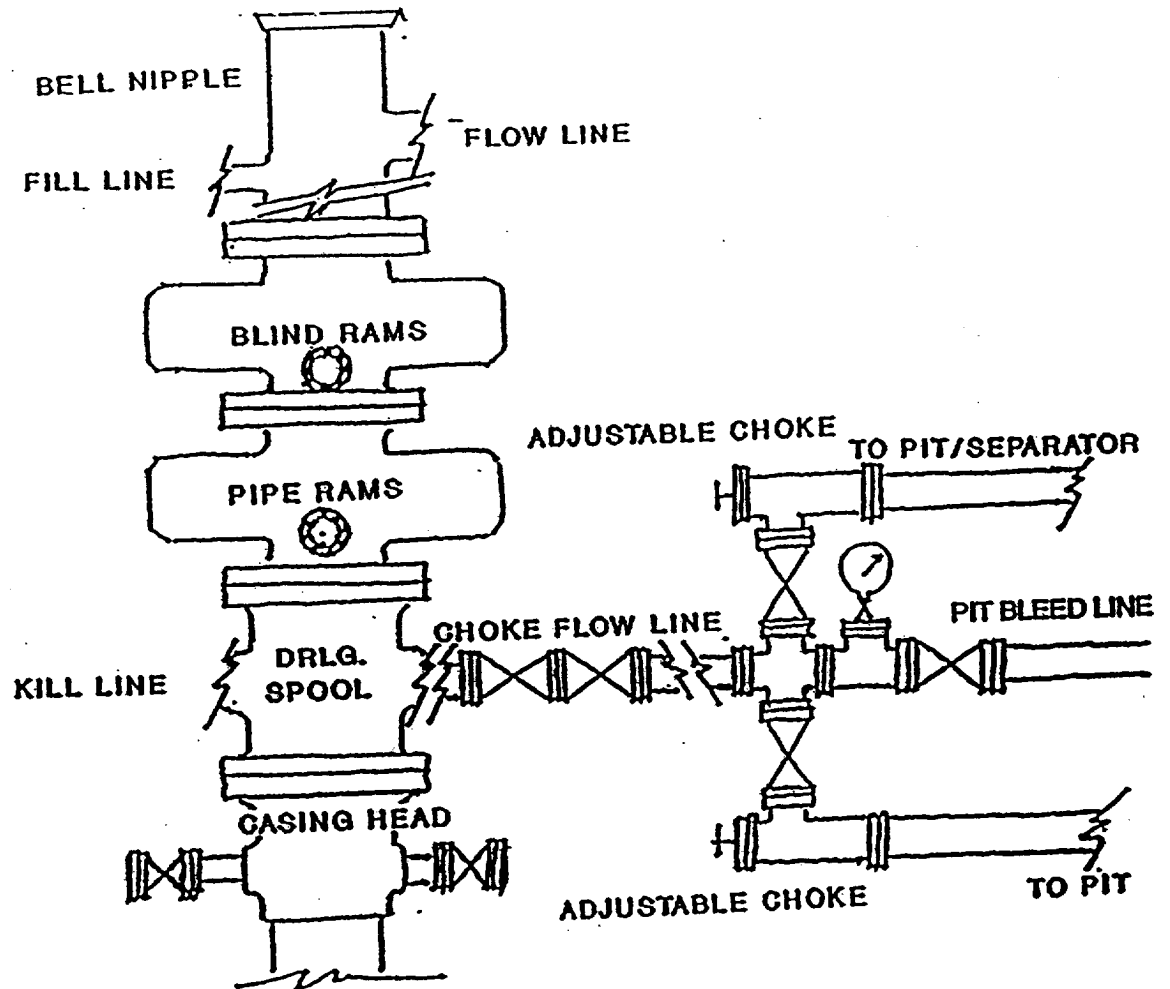 BELL NIPPLE
FLOW LINE
FILL LINE
BLIND RAMS
ADJUSTABLE CHOKE
TO PIT/SEPARATOR
PIPE RAMS
CHOKE FLOW LINE
PIT BLEED LINE
KILL LINE
DRLG.
SPOOL
CASING HEAD
ADJUSTABLE CHOKE
TO PIT